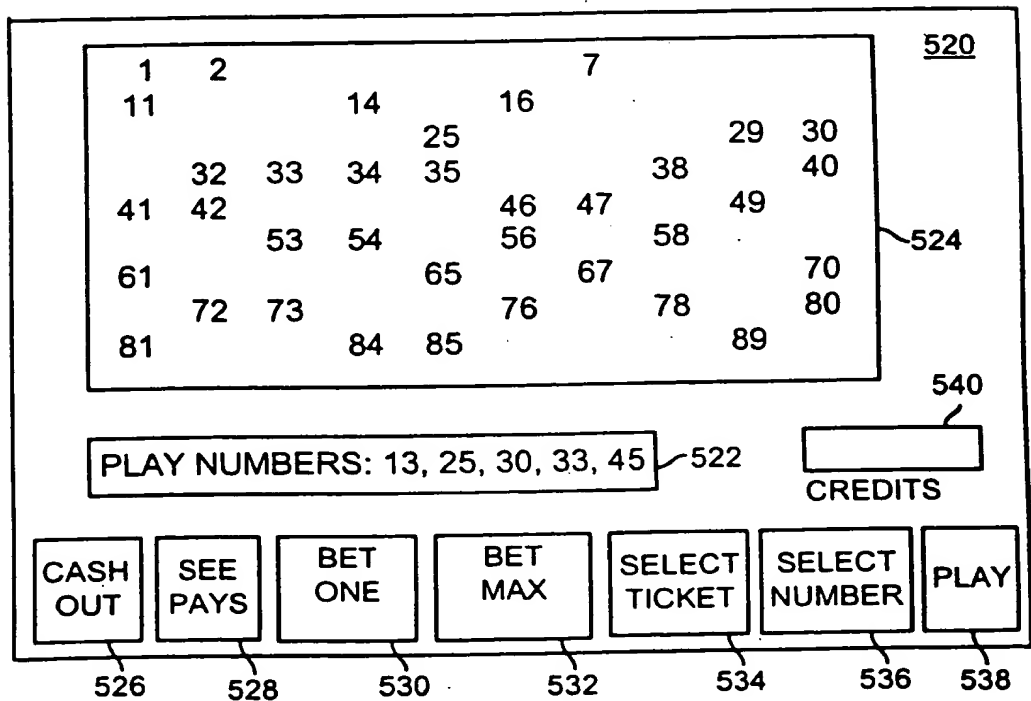 520
1 2 7
11 14 16
25 29 30
32 33 34 35 38 40
41 42 46 47 49
53 54 56 58
524
61 65 67 70
72 73 76 78 80
81 84 85 89
540
PLAY NUMBERS: 13, 25, 30, 33, 45
522
CREDITS
CASH
OUT
SEE
PAYS
BET
ONE
BET
MAX
SELECT
TICKET
SELECT
NUMBER
PLAY
526 528 530 532 534 536 538